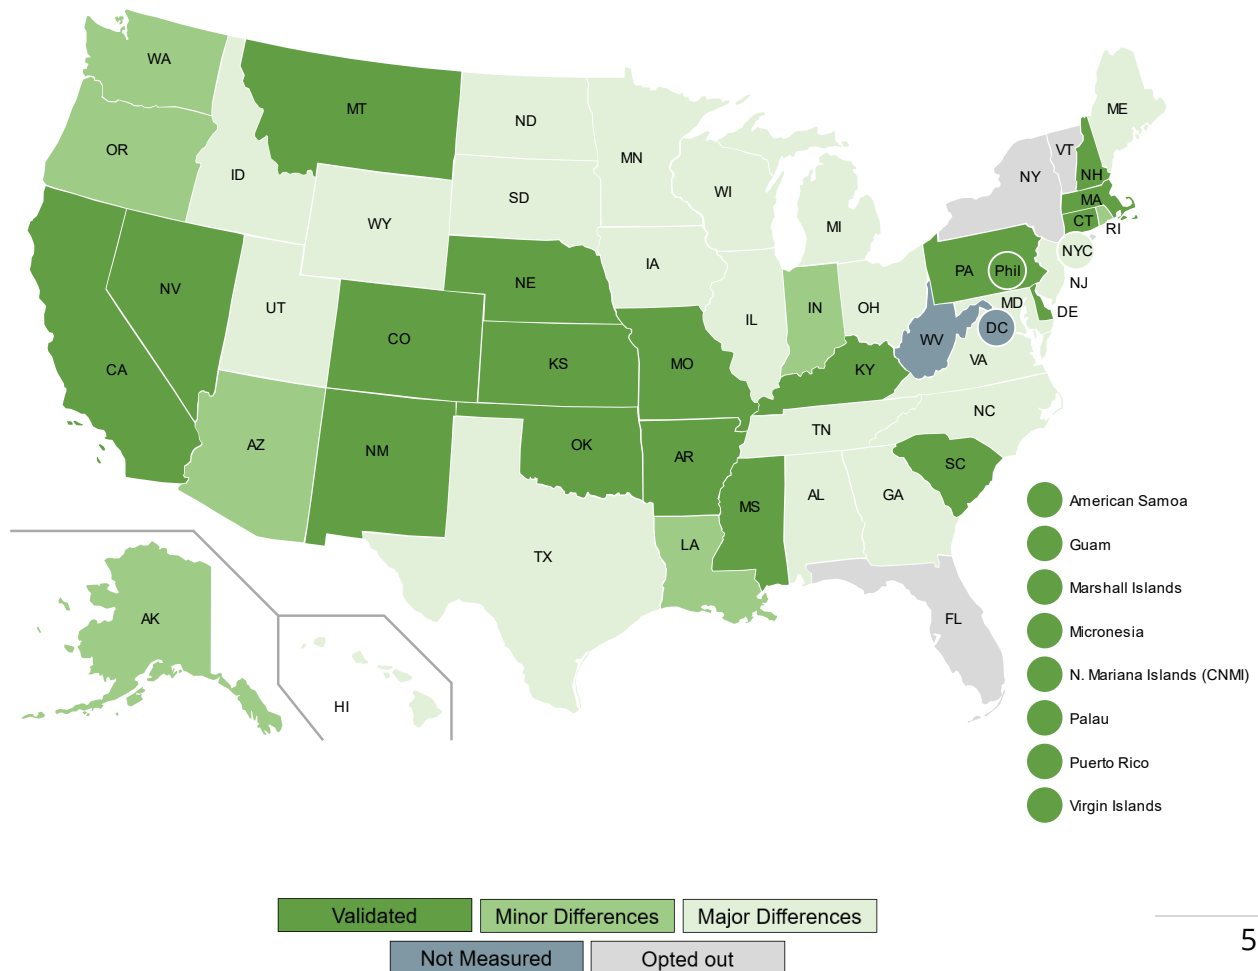 WA
MT
ND
MN
ME
OR
ID
SD
WI
VT
NH
NY
WY
MI
MA
CT
RI
NYC
IA
NV
UT
NE
PA
Phil
NJ
IL
IN
OH
MD
DE
CO
WV
DC
CA
KS
MO
KY
VA
NC
TN
AZ
NM
OK
AR
SC
MS
AL
GA
American Samoa
LA
TX
Guam
Marshall Islands
AK
FL
Micronesia
N. Mariana Islands (CNMI)
HI
Palau
Puerto Rico
Virgin Islands
Validated
Minor Differences
Major Differences
Not Measured
Opted out
5